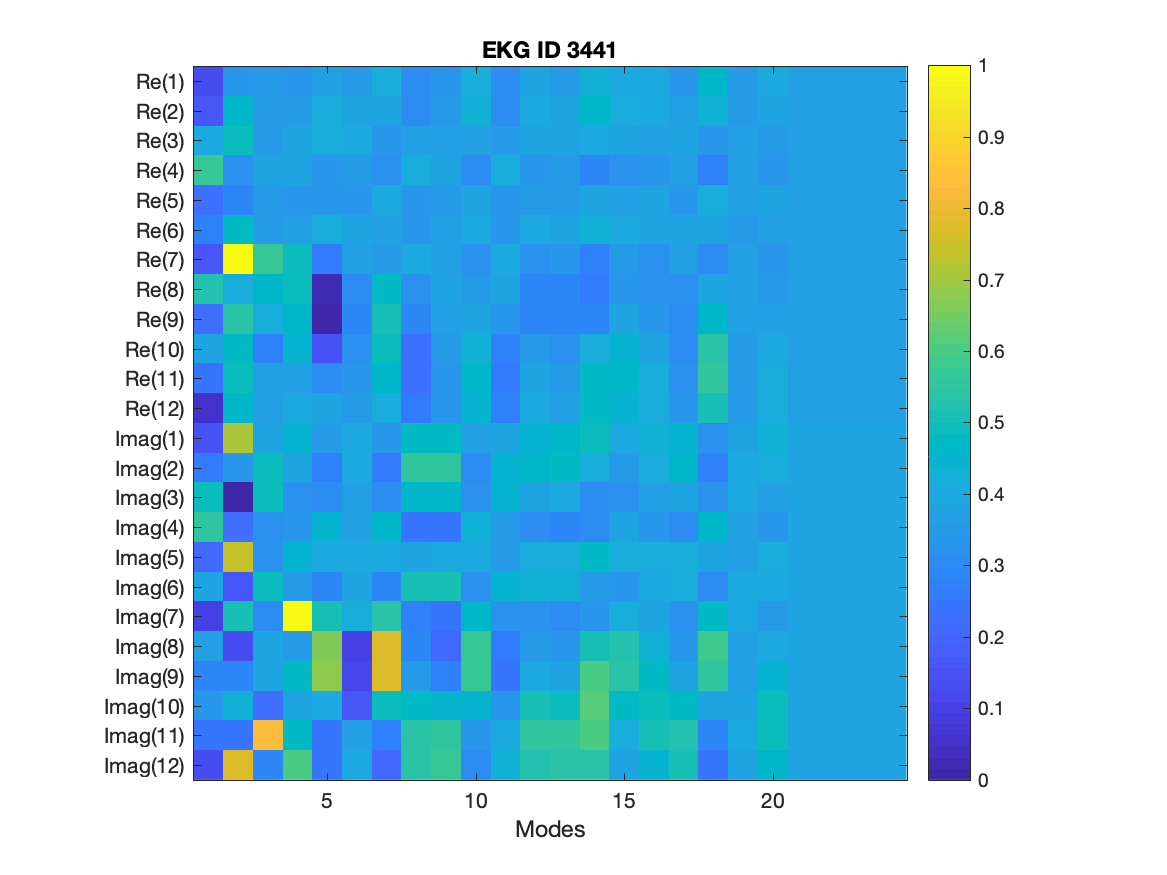 EKG ID 3441
Re(1)
Re(2)
Re(3)
Re(4)
Re(5)
Re(6)
Re(7)
Re(8)
Re(9)
Re(10)
Re(11)
Re(12)
Imag(1)
Imag(2)
Imag(3)
Imag(4)
Imag(5)
Imag(6)
Imag(7)
Imag(8)
Imag(9)
Imag(10)
Imag(11)
Imag(12)
5 10 15 20
Modes
1
0.9
0.8
0.7
0.6
0.5
0.4
0.3
0.2
0.1
0